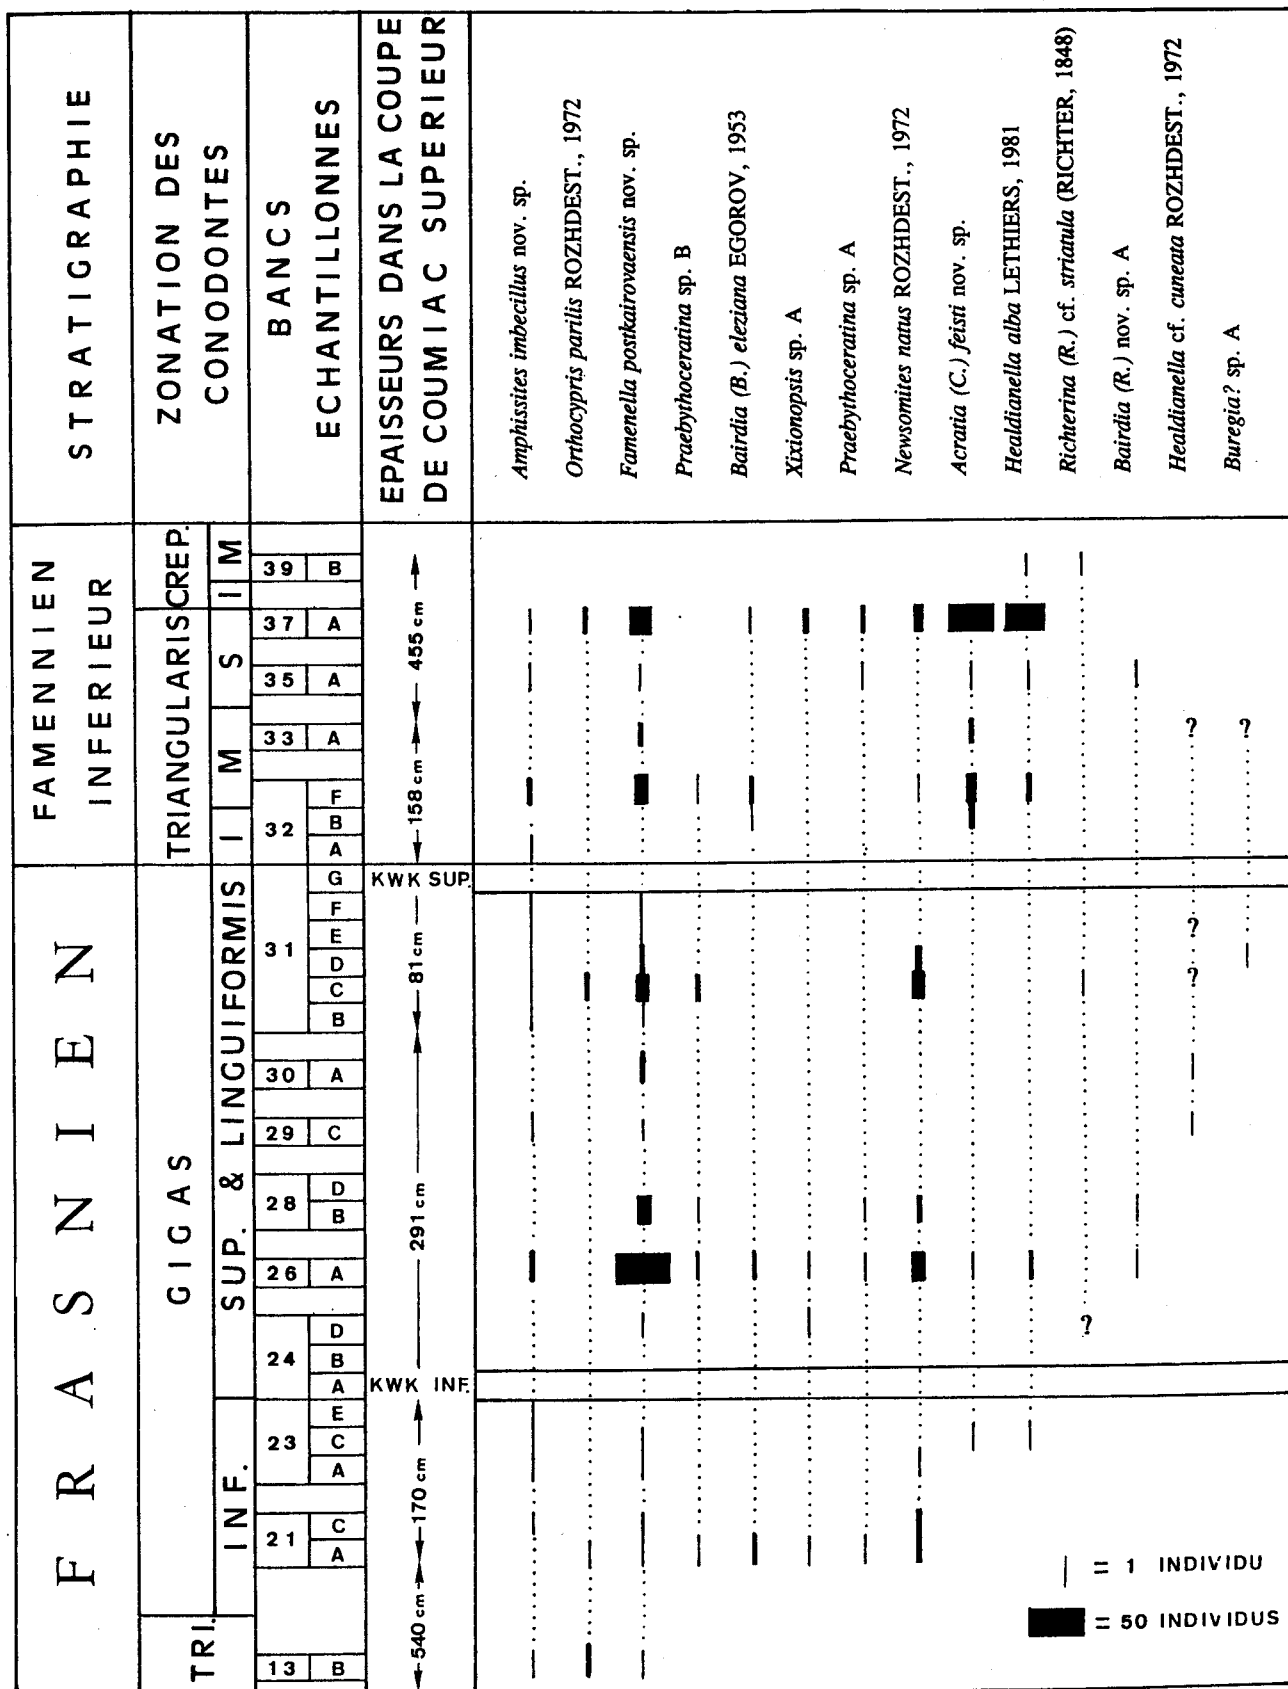 STRATIGRAPHIE
ZONATION DES
CONODONTES
BANCS
ECHANTILLONNES
EPAISSEURS DANS LA COUPE
DE COUMIAC SUPERIEUR
Amphissites imbecillus nov. sp.
Orthocypris parilis ROZHDEST., 1972
Famenella postkairovaensis nov. sp.
Praebythoceratina sp. B
Bairdia (B.) eleziana EGOROV, 1953
Xixionopsis sp. A
Praebythoceratina sp. A
Newsomites natus ROZHDEST., 1972
Acratia (C.) feisti nov. sp.
Healdianella alba LETHIERS, 1981
Richterina (R.) cf. striatula (RICHTER, 1848)
Bairdia (R.) nov. sp. A
Healdianella cf. cuneata ROZHDEST., 1972
Buregia? sp. A
FAMENNIEN
INFERIEUR
CREP.
TRIANGULARIS
M
I
S
M
I
39 B
37 A
35 A
33 A
32
F
B
A
455 cm
158 cm
? ?
FRASNIEN
GIGAS
SUP. & LINGUIFORMIS
INF.
TRI.
31
G
F
E
D
C
B
30 A
29 C
28
D
B
26 A
24
D
B
A
23
E
C
A
21
C
A
13 B
KWK SUP.
81 cm
291 cm
KWK INF.
170 cm
540 cm
?
?
?
= 1 INDIVIDU
= 50 INDIVIDUS